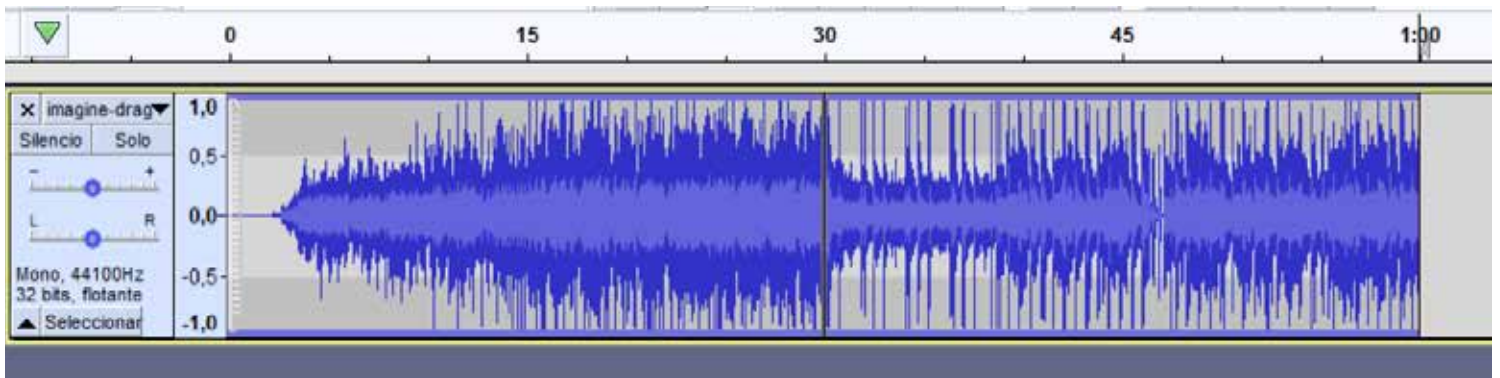 0 15 30 45 1:00
imagine-drag
Silencio Solo
- +
L R
Mono, 44100Hz
32 bits, flotante
Seleccionar
1,0
0,5
0,0
-0,5
-1,0